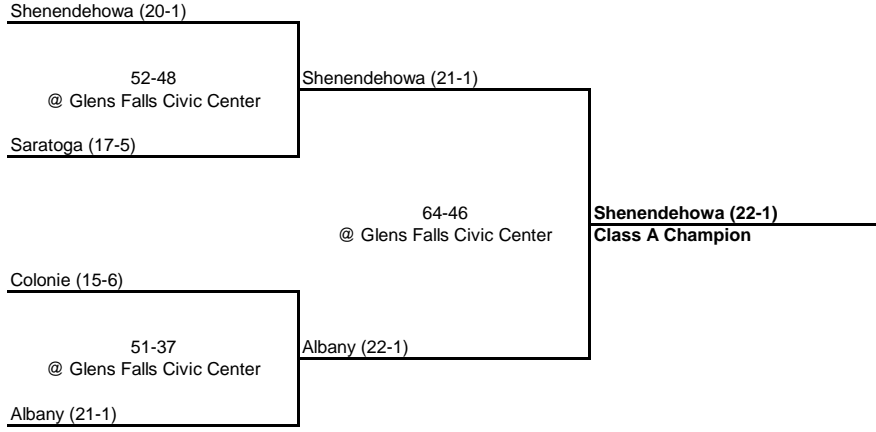 Shenendehowa (20-1)
52-48
@ Glens Falls Civic Center
Shenendehowa (21-1)
Saratoga (17-5)
64-46
@ Glens Falls Civic Center
Shenendehowa (22-1)
Class A Champion
Colonie (15-6)
51-37
@ Glens Falls Civic Center
Albany (22-1)
Albany (21-1)